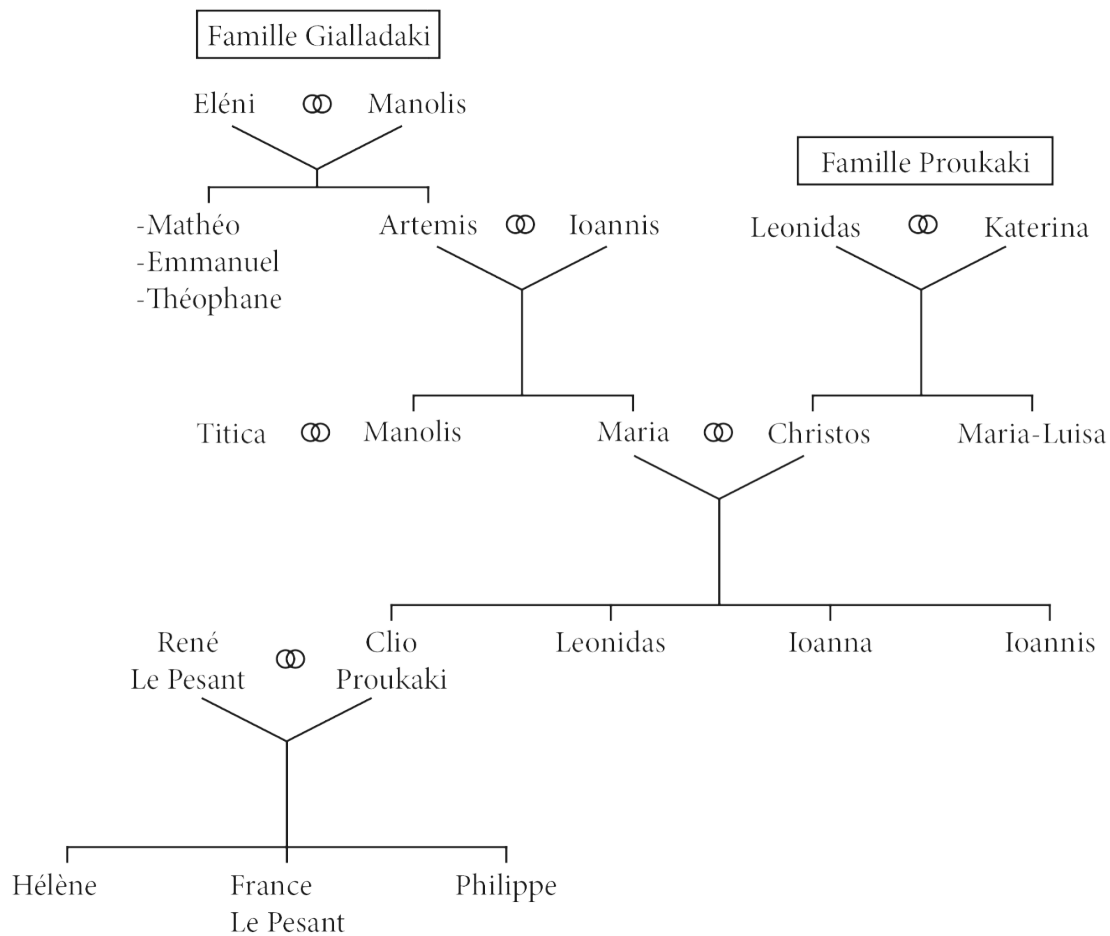 Famille Gialladaki
Eléni Manolis
Famille Proukaki
-Mathéo Artemis Ioannis Leonidas Katerina
-Emmanuel
-Théophane
Titica Manolis Maria Christos Maria-Luisa
René Clio Leonidas Ioanna Ioannis
Le Pesant Proukaki
Hélène France Philippe
Le Pesant